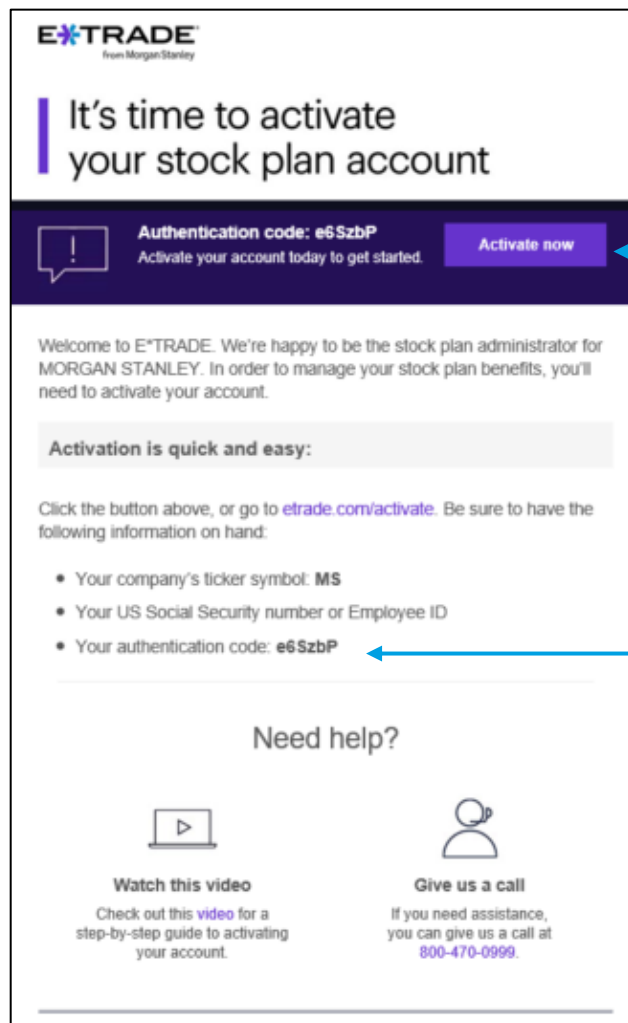 E*TRADE
from Morgan Stanley
It's time to activate
your stock plan account
!
Authentication code: e6SzbP
Activate your account today to get started.
Activate now
Welcome to E*TRADE. We're happy to be the stock plan administrator for
MORGAN STANLEY. In order to manage your stock plan benefits, you'll
need to activate your account.
Activation is quick and easy:
Click the button above, or go to etrade.com/activate. Be sure to have the
following information on hand:
• Your company's ticker symbol: MS
• Your US Social Security number or Employee ID
• Your authentication code: e6SzbP
Need help?
Watch this video
Check out this video for a
step-by-step guide to activating
your account.
Give us a call
If you need assistance,
you can give us a call at
800-470-0999.